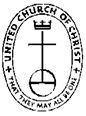 UNITED CHURCH OF CHRIST
THAT THEY MAY ALL BE ONE